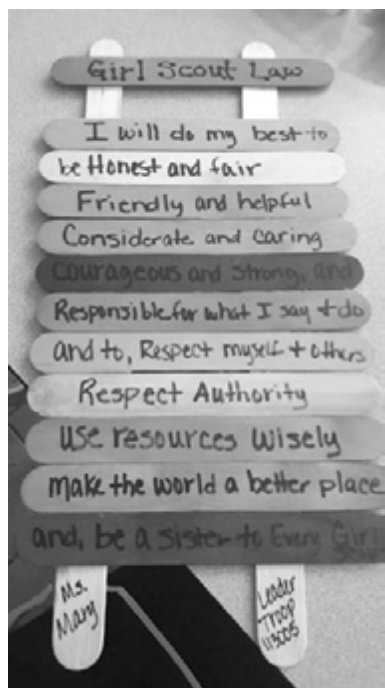 Girl Scout Law
I will do my best to
be Honest and fair
Friendly and helpful
Considerate and caring
Courageous and strong, and
Responsible for what I say + do
and to, Respect myself + others
Respect Authority
Use resources wisely
make the world a better place
and, be a sister to Every Girl
Scout
Ms.
Mary
Leader
Troop
113005